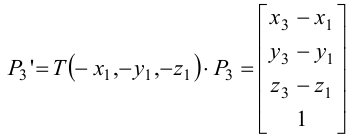 P₃' = T(− x₁,−y₁,−z₁) · P₃ = [x₃ − x₁
y₃ − y₁
z₃ − z₁
1]